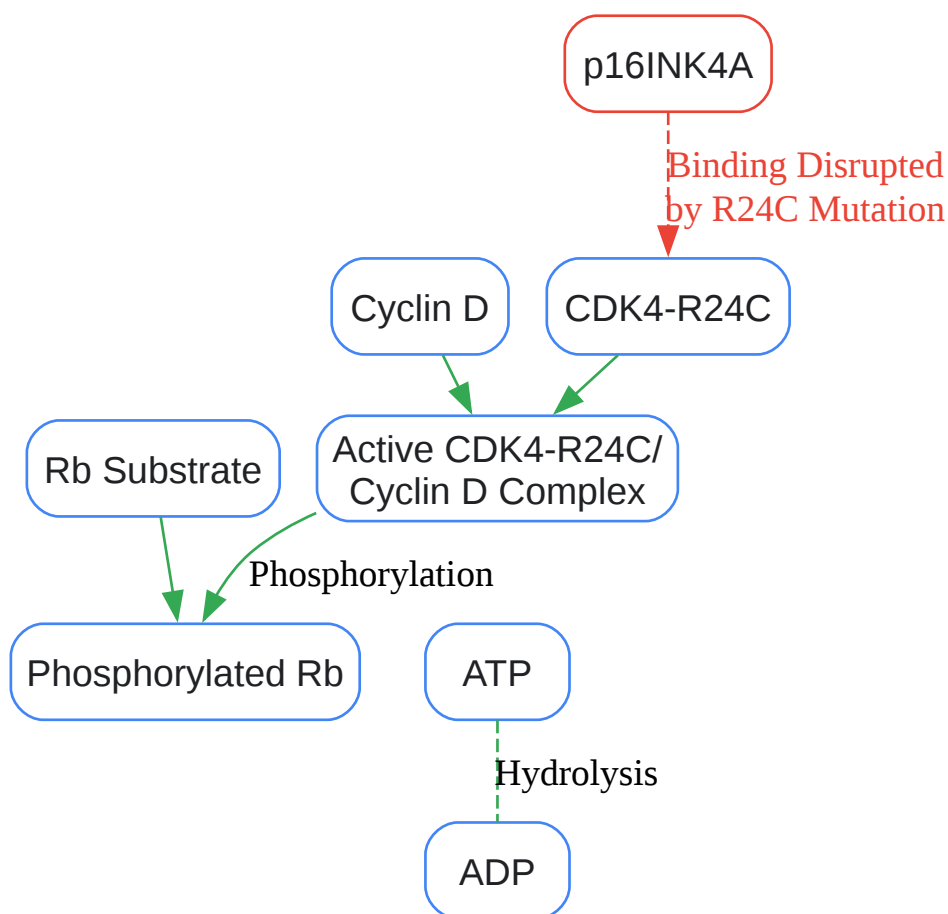 p16INK4A
Binding Disrupted
by R24C Mutation
Cyclin D
CDK4-R24C
Active CDK4-R24C/
Cyclin D Complex
Rb Substrate
Phosphorylation
Phosphorylated Rb
ATP
Hydrolysis
ADP